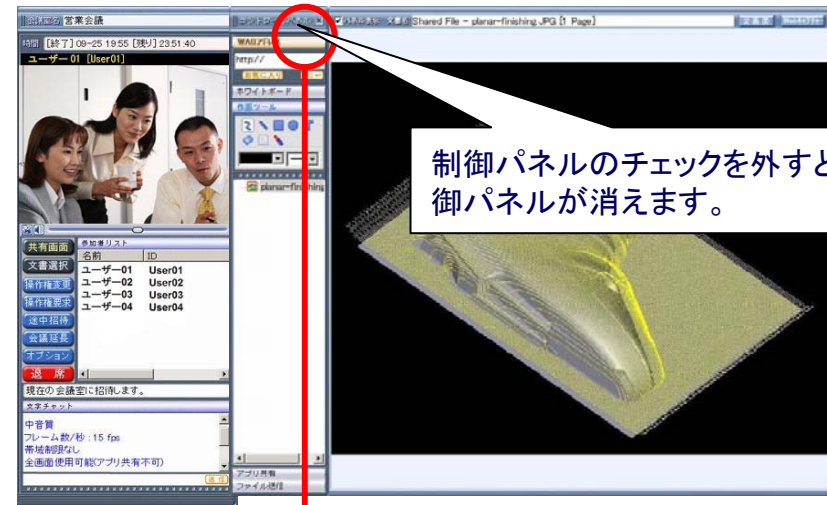 会議室名 営業会議
時間 [終了] 09-25 19:55 [残り] 23:51:40
ユーザー 01 [User01]
共有画面
文書選択
操作権変更
操作権要求
途中招待
会議延長
オプション
退 席
参加者リスト
名前 ID
ユーザー01 User01
ユーザー02 User02
ユーザー03 User03
ユーザー04 User04
現在の会議室に招待します。
文字チャット
中音質
フレーム数/秒 : 15 fps
帯域制限なし
全画面使用可能(アプリ共有不可)
http://
ホワイトボード
作画ツール
planar-finishing
アプリ共有
ファイル送信
Shared File - planar-finishing.JPG [1 Page]
制御パネルのチェックを外すと
御パネルが消えます。